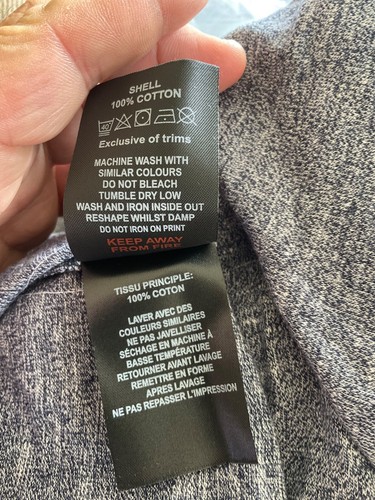 SHELL
100% COTTON
40
Exclusive of trims
MACHINE WASH WITH
SIMILAR COLOURS
DO NOT BLEACH
TUMBLE DRY LOW
WASH AND IRON INSIDE OUT
RESHAPE WHILST DAMP
DO NOT IRON ON PRINT
KEEP AWAY
FROM FIRE
TISSU PRINCIPLE:
100% COTON
LAVER AVEC DES
COULEURS SIMILAIRES
NE PAS JAVELLISER
SÉCHAGE EN MACHINE À
BASSE TEMPÉRATURE
RETOURNER AVANT LAVAGE
REMETTRE EN FORME
APRÈS LAVAGE
NE PAS REPASSER L'IMPRESSION